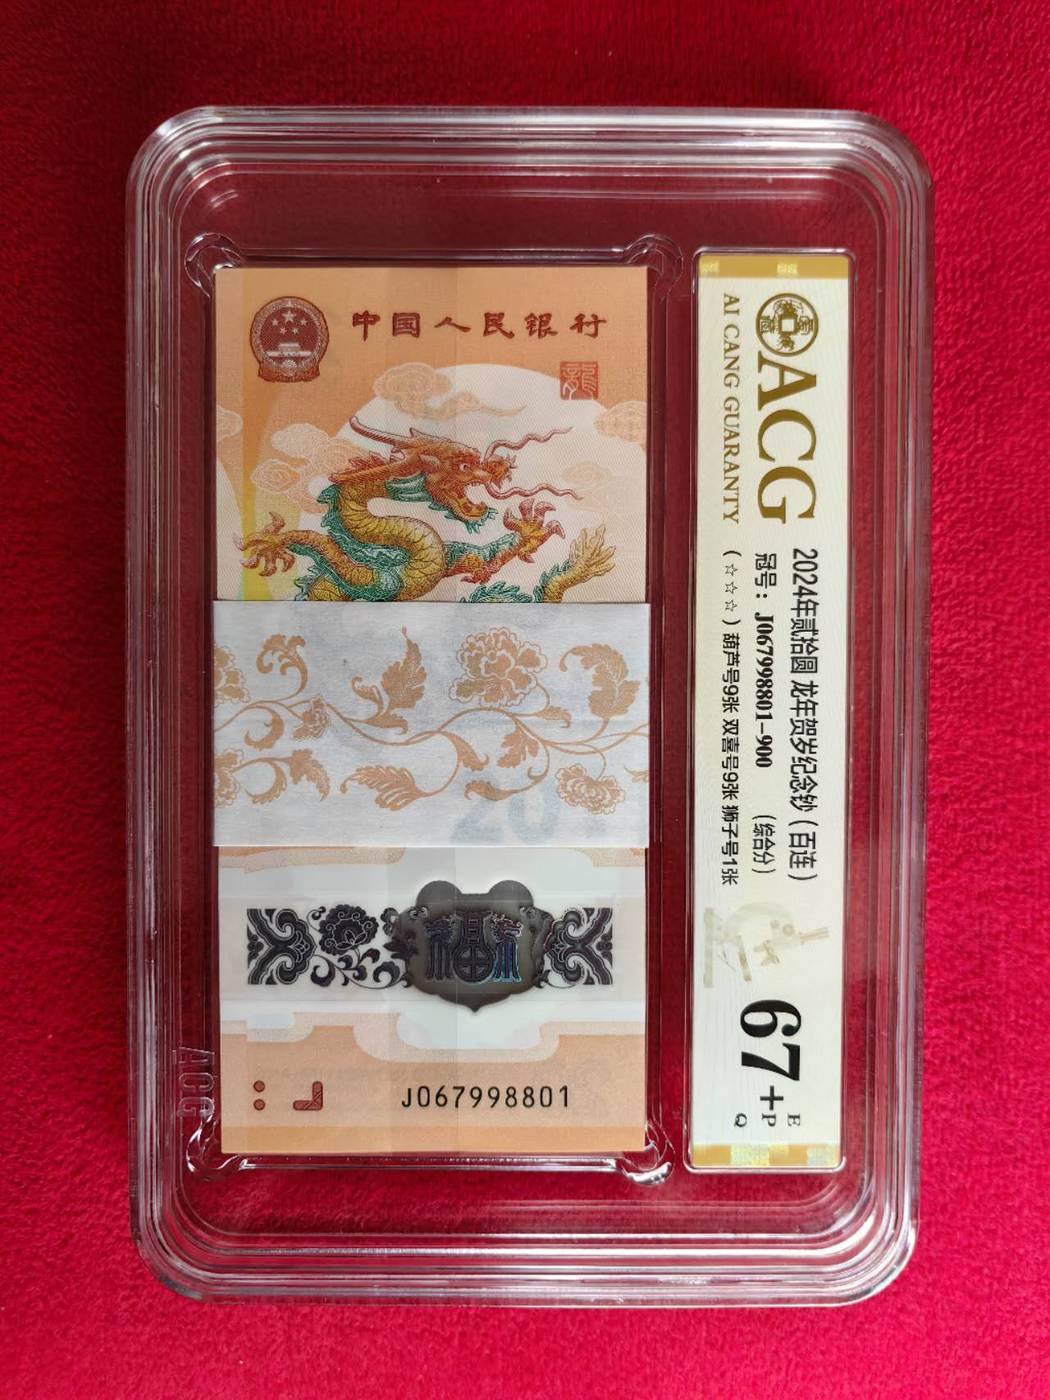 中国人民银行
龍
福
J067998801
ACG
AI CANG GUARANTY
2024年贰拾圆 龙年贺岁纪念钞（百连）
冠号：J067998801-900 （综合分）
（☆☆☆）葫芦号9张 双喜号9张 狮子号1张
67+
E
P
Q
ACG